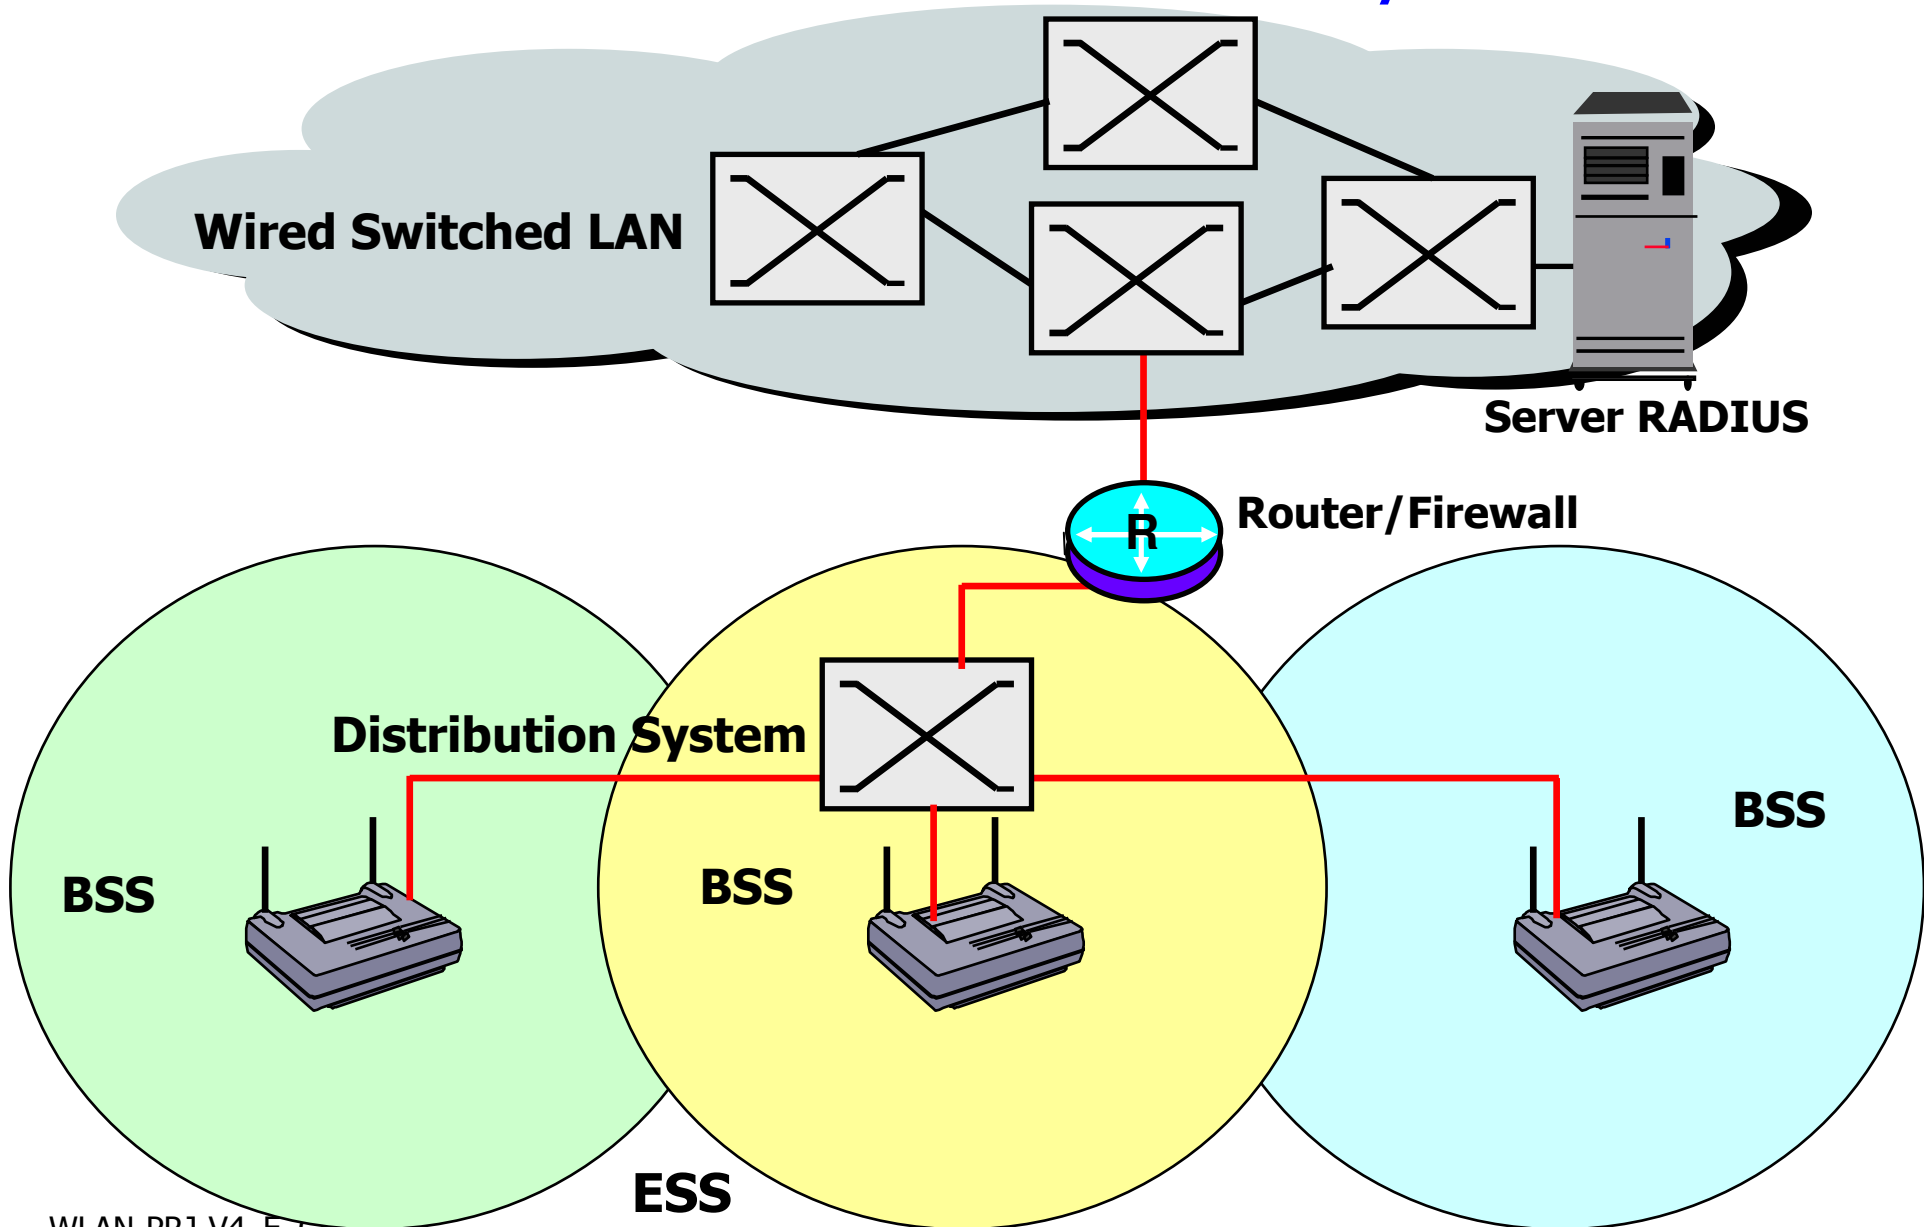 Wired Switched LAN
Server RADIUS
Router/Firewall
R
Distribution System
BSS
BSS
BSS
ESS